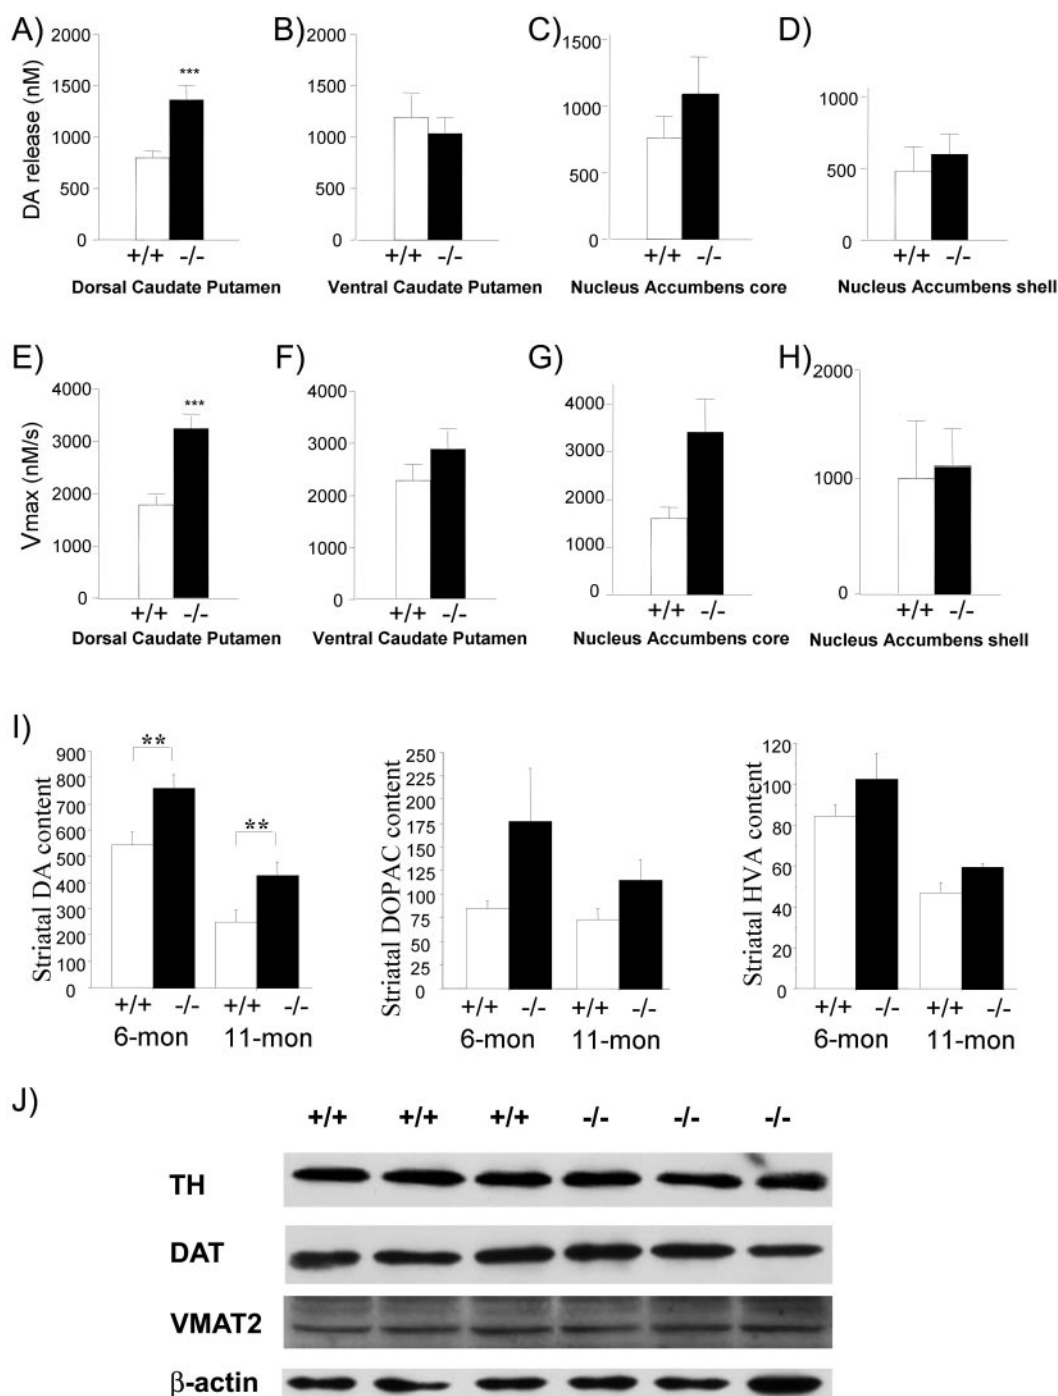 A) B) C) D)
DA release (nM)
2000 1500 1000 500 0
***
+/+ -/-
Dorsal Caudate Putamen
2000 1500 1000 500 0
+/+ -/-
Ventral Caudate Putamen
1500 1000 500 0
+/+ -/-
Nucleus Accumbens core
1000 500 0
+/+ -/-
Nucleus Accumbens shell
E) F) G) H)
Vmax (nM/s)
4000 3000 2000 1000 0
***
+/+ -/-
Dorsal Caudate Putamen
4000 3000 2000 1000 0
+/+ -/-
Ventral Caudate Putamen
4000 3000 2000 1000 0
+/+ -/-
Nucleus Accumbens core
2000 1000 0
+/+ -/-
Nucleus Accumbens shell
I)
Striatal DA content
900 800 700 600 500 400 300 200 100 0
** **
+/+ -/- +/+ -/-
6-mon 11-mon
Striatal DOPAC content
250 225 200 175 150 125 100 75 50 25 0
+/+ -/- +/+ -/-
6-mon 11-mon
Striatal HVA content
120 100 80 60 40 20 0
+/+ -/- +/+ -/-
6-mon 11-mon
J)
+/+ +/+ +/+ -/- -/- -/-
TH
DAT
VMAT2
β-actin